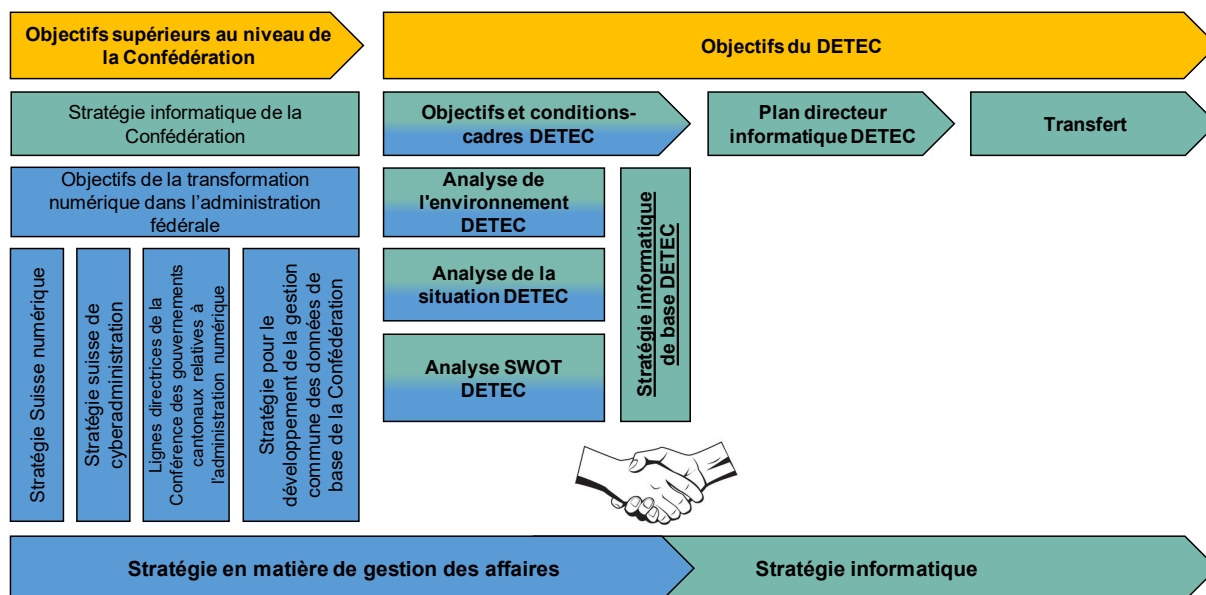 Objectifs supérieurs au niveau de
la Confédération
Objectifs du DETEC
Stratégie informatique de la
Confédération
Objectifs et conditions-
cadres DETEC
Plan directeur
informatique DETEC
Transfert
Objectifs de la transformation
numérique dans l'administration
fédérale
Analyse de
l'environnement
DETEC
Stratégie informatique
de base DETEC
Stratégie Suisse numérique
Stratégie suisse de
cyberadministration
Lignes directrices de la
Conférence des gouvernements
cantonaux relatives à
l'administration numérique
Stratégie pour le
développement de la gestion
commune des données de
base de la Confédération
Analyse de la
situation DETEC
Analyse SWOT
DETEC
Stratégie en matière de gestion des affaires
Stratégie informatique